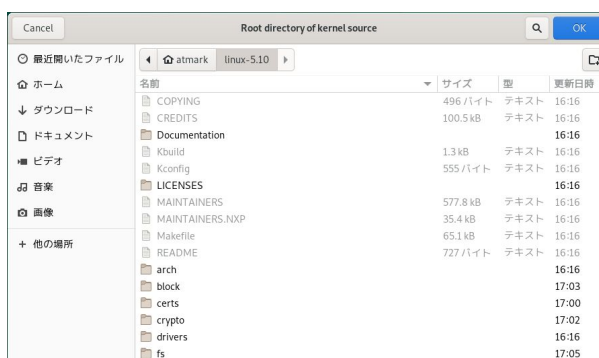 Cancel Root directory of kernel source OK
最近開いたファイル atmark linux-5.10
ホーム 名前 サイズ 型 更新日時
COPYING 496 バイト テキスト 16:16
ダウンロード CREDITS 100.5 kB テキスト 16:16
ドキュメント Documentation 16:16
Kbuild 1.3 kB テキスト 16:16
ビデオ Kconfig 555 バイト テキスト 16:16
音楽 LICENSES 16:16
MAINTAINERS 577.8 kB テキスト 16:16
画像 MAINTAINERS.NXP 35.4 kB テキスト 16:16
Makefile 65.1 kB テキスト 16:16
+ 他の場所 README 727 バイト テキスト 16:16
arch 16:16
block 17:03
certs 17:00
crypto 17:02
drivers 16:16
fs 17:05